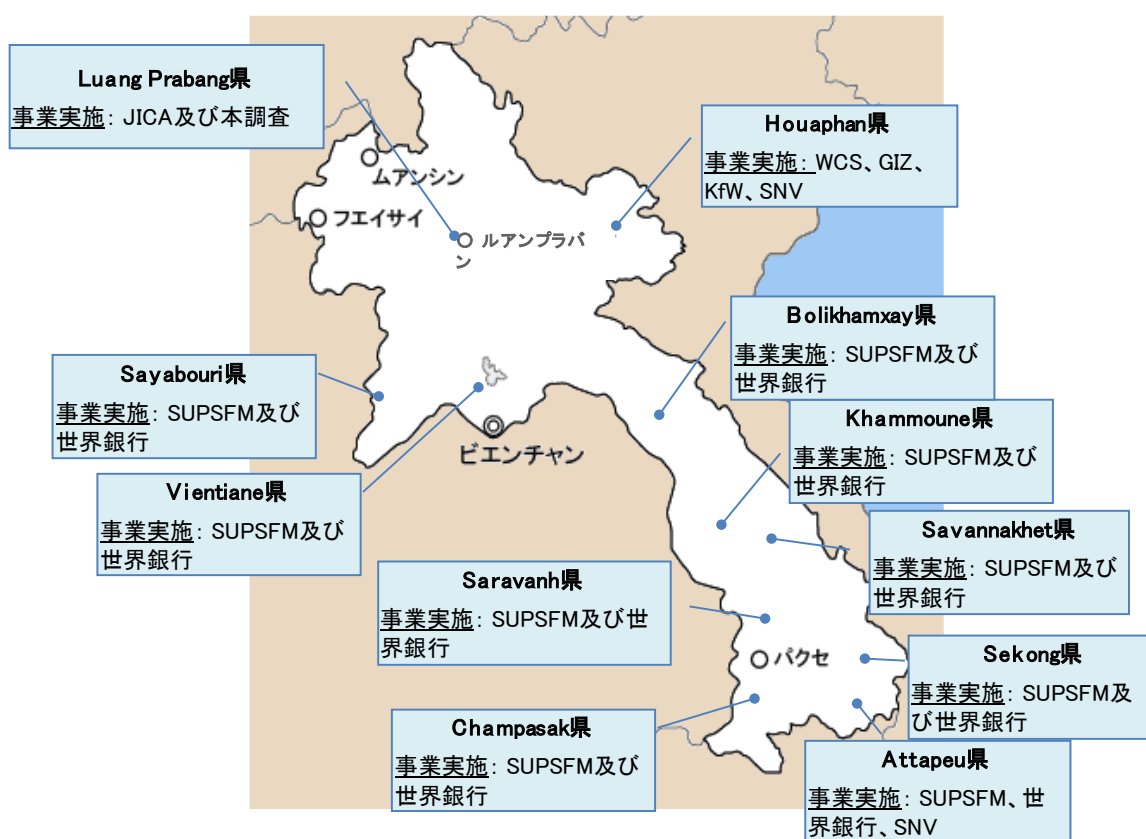 Luang Prabang県
事業実施: JICA及び本調査
Houaphan県
事業実施: WCS、GIZ、
KfW、SNV
ムアンシン
フエイサイ
ルアンプラバ
ン
Bolikhamxay県
事業実施: SUPSFM及び
世界銀行
Sayabouri県
事業実施: SUPSFM及び
世界銀行
Khammoune県
事業実施: SUPSFM及び
世界銀行
ビエンチャン
Vientiane県
事業実施: SUPSFM及び
世界銀行
Savannakhet県
事業実施: SUPSFM及び
世界銀行
Saravanh県
事業実施: SUPSFM及び世
界銀行
パクセ
Sekong県
事業実施: SUPSFM及
び世界銀行
Champasak県
事業実施: SUPSFM及び
世界銀行
Attapeu県
事業実施: SUPSFM、世
界銀行、SNV